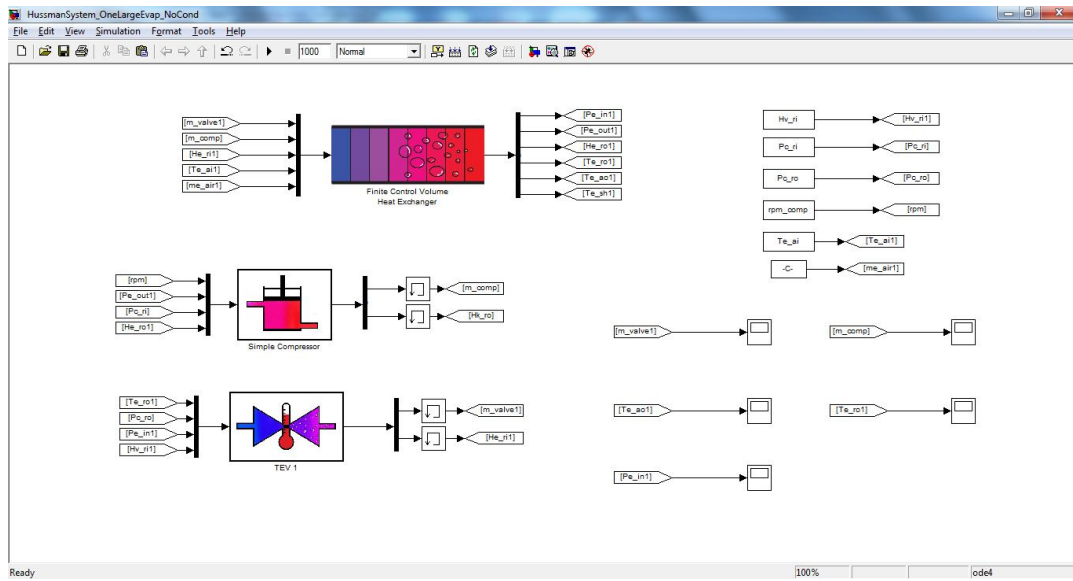 HussmanSystem_OneLargeEvap_NoCond
File Edit View Simulation Format Tools Help
1000 Normal
[m_valve1]
[m_comp]
[He_ri1]
[Te_ai1]
[me_air1]
Finite Control Volume
Heat Exchanger
[Pe_in1]
[Pe_out1]
[He_ro1]
[Te_ro1]
[Te_ao1]
[Te_sh1]
Hv_ri [Hv_ri1]
Pc_ri [Pc_ri]
Pc_ro [Pc_ro]
rpm_comp [rpm]
Te_ai [Te_ai1]
-C- [me_air1]
[rpm]
[Pe_out1]
[Pc_ri]
[He_ro1]
Simple Compressor
[m_comp]
[Hk_ro]
[m_valve1] [m_comp]
[Te_ro1]
[Pc_ro]
[Pe_in1]
[Hv_ri1]
TEV 1
[m_valve1]
[He_ri1]
[Te_ao1] [Te_ro1]
[Pe_in1]
Ready 100% ode4